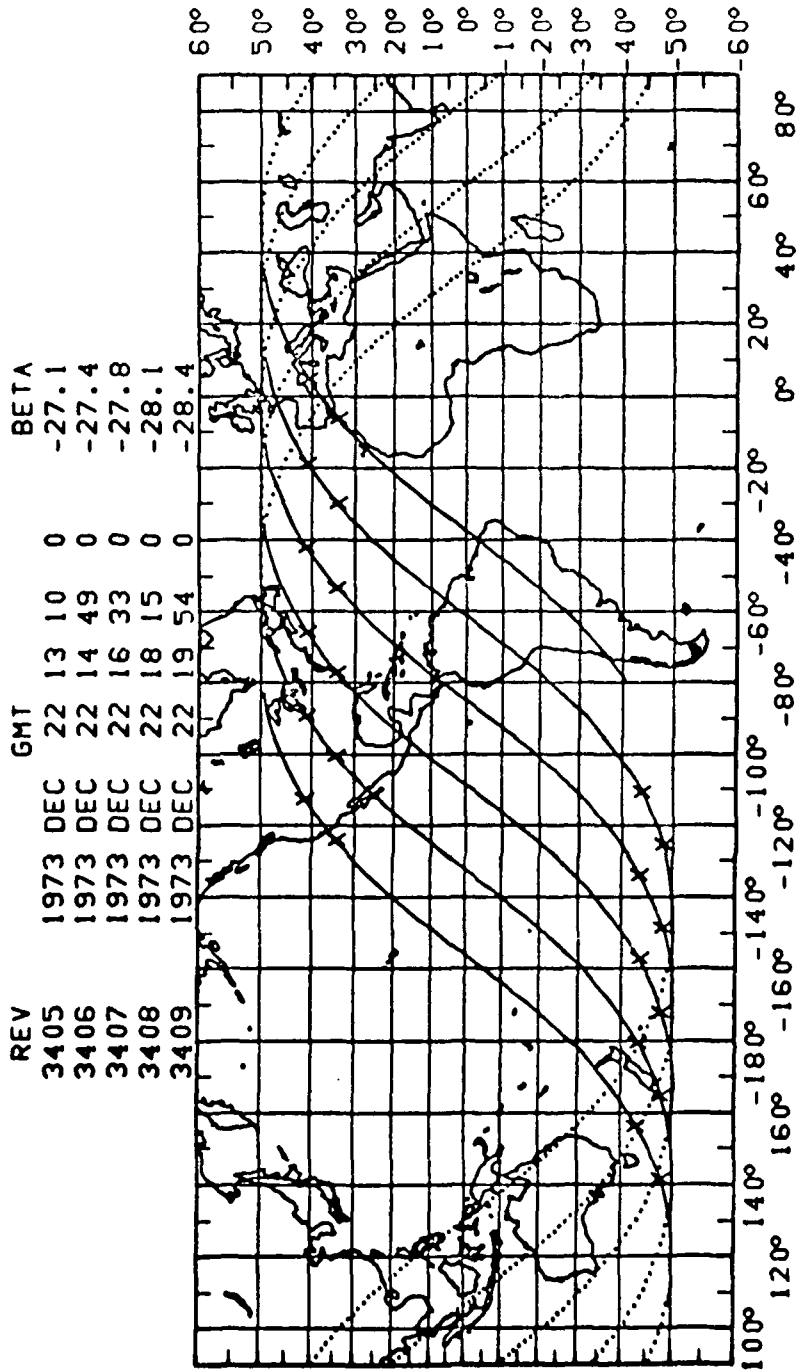 REV GMT BETA
3405 1973 DEC 22 13 10 0 -27.1
3406 1973 DEC 22 14 49 0 -27.4
3407 1973 DEC 22 16 33 0 -27.8
3408 1973 DEC 22 18 15 0 -28.1
3409 1973 DEC 22 19 54 0 -28.4
60°
50°
40°
30°
20°
10°
0°
-10°
-20°
-30°
-40°
-50°
-60°
100° 120° 140° 160° -180° -160° -140° -120° -100° -80° -60° -40° -20° 0° 20° 40° 60° 80°